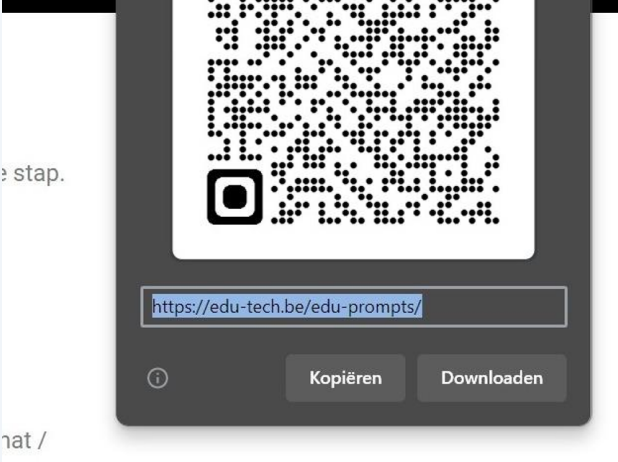 e stap.
https://edu-tech.be/edu-prompts/
Kopiëren Downloaden
hat /